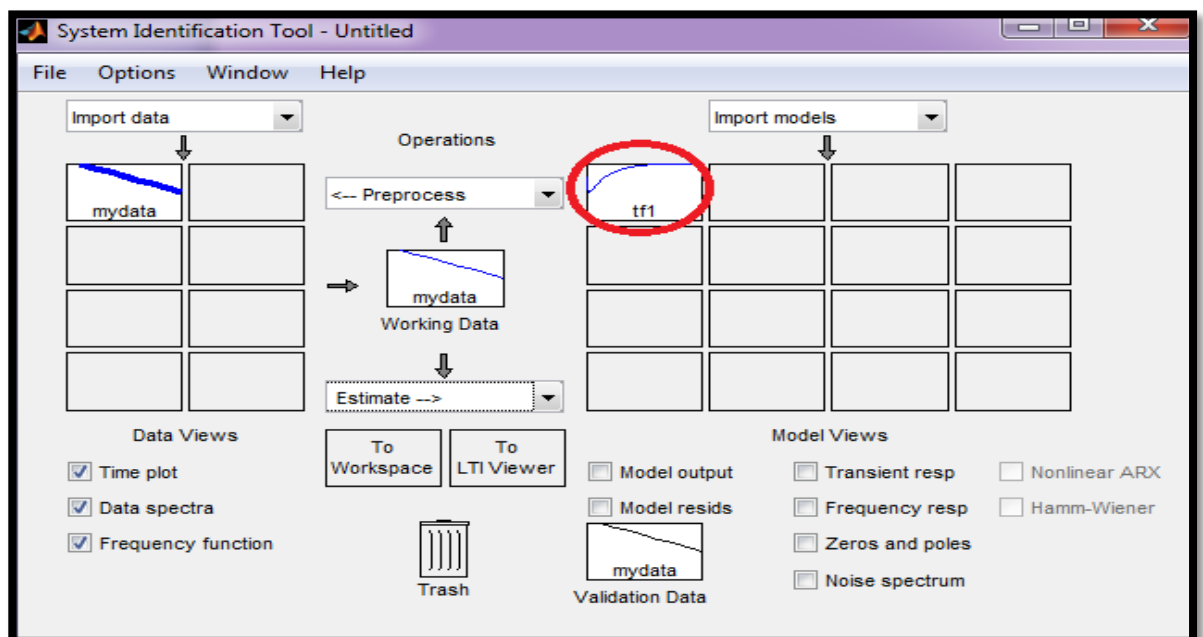 System Identification Tool - Untitled
File Options Window Help
Import data
Import models
Operations
mydata
<-- Preprocess
tf1
mydata
Working Data
Estimate -->
Data Views
To Workspace
To LTI Viewer
Model Views
Time plot
Model output
Transient resp
Nonlinear ARX
Data spectra
Model resids
Frequency resp
Hamm-Wiener
Frequency function
Zeros and poles
Trash
mydata
Noise spectrum
Validation Data